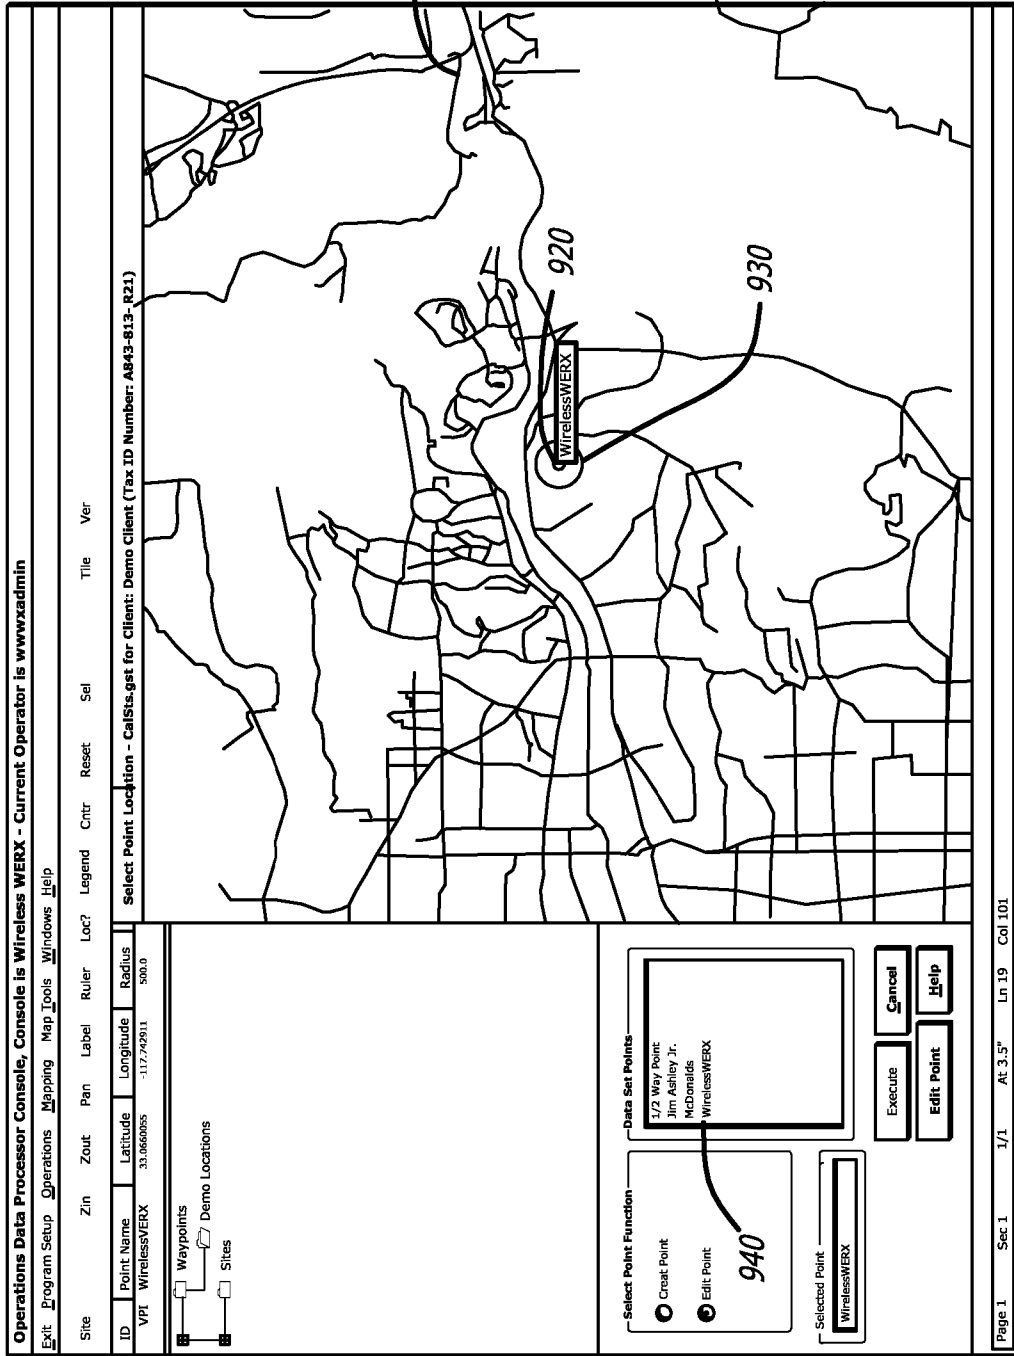 Operations Data Processor Console, Console is Wireless WERX - Current Operator is wwwxadmin
Exit Program Setup Operations Mapping Map Tools Windows Help
Site Zin Zout Pan Label Ruler Loc? Legend Cntr Reset Sel Tile Ver
ID Point Name Latitude Longitude Radius
VPI WirelessVERX 33.0660055 -117.742911 500.0
Select Point Location - CalSts.gst for Client: Demo Client (Tax ID Number: A843-813- R21)
Waypoints
Demo Locations
Sites
WirelessWERX
920
930
Select Point Function
Creat Point
Edit Point
940
Data Set Points
1/2 Way Point
Jim Ashley Jr.
McDonalds
WirelessWERX
Selected Point
WirelessWERX
Execute
Cancel
Edit Point
Help
Page 1 Sec 1 1/1 At 3.5" Ln 19 Col 101